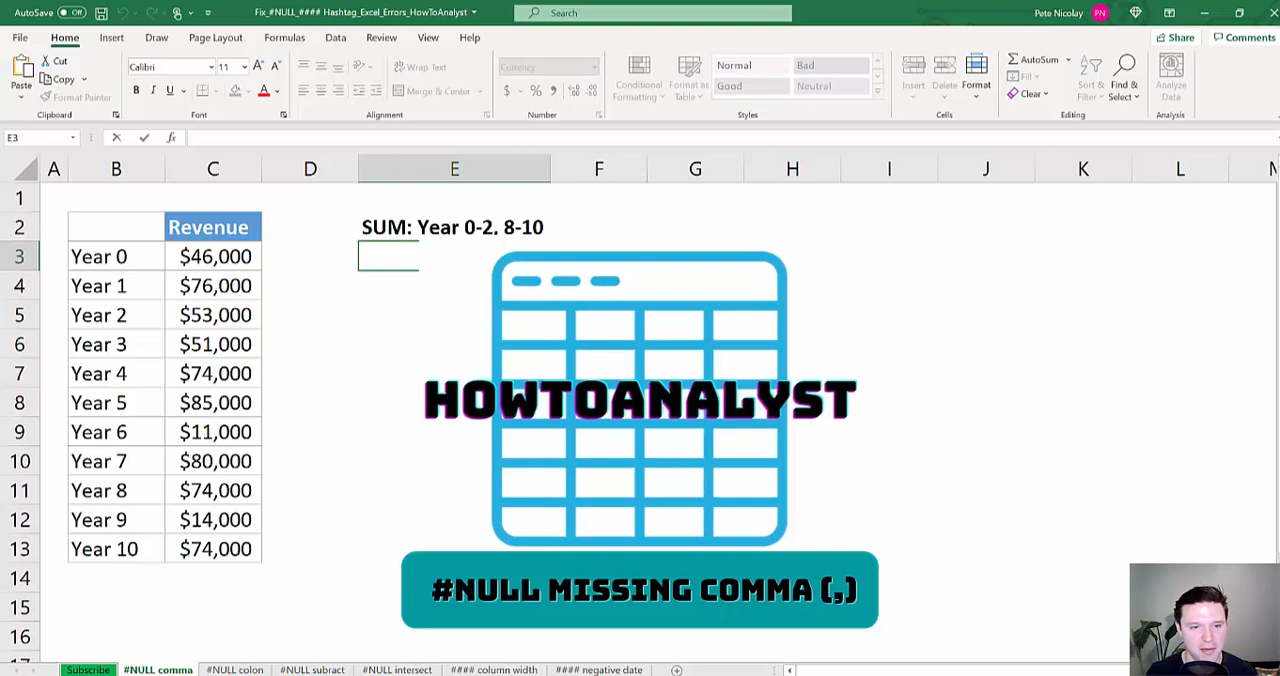 AutoSave Off
Fix_#NULL_#### Hashtag_Excel_Errors_HowToAnalyst
Search
Pete Nicolay PN
File Home Insert Draw Page Layout Formulas Data Review View Help
Share Comments
Paste
Cut
Copy
Format Painter
Clipboard
Calibri 11
B I U
Font
Wrap Text
Merge & Center
Alignment
Currency
$ %
Number
Conditional Formatting
Format as Table
Normal Bad
Good Neutral
Styles
Insert Delete Format
Cells
AutoSum
Fill
Clear
Sort & Filter
Find & Select
Editing
Analyze Data
Analysis
E3 fx
A B C D E F G H I J K L M
1
2 Revenue SUM: Year 0-2, 8-10
3 Year 0 $46,000
4 Year 1 $76,000
5 Year 2 $53,000
6 Year 3 $51,000
7 Year 4 $74,000
8 Year 5 $85,000
9 Year 6 $11,000
10 Year 7 $80,000
11 Year 8 $74,000
12 Year 9 $14,000
13 Year 10 $74,000
14
15
16
17
HOWTOANALYST
#NULL MISSING COMMA (,)
Subscribe #NULL comma #NULL colon #NULL subract #NULL intersect #### column width #### negative date